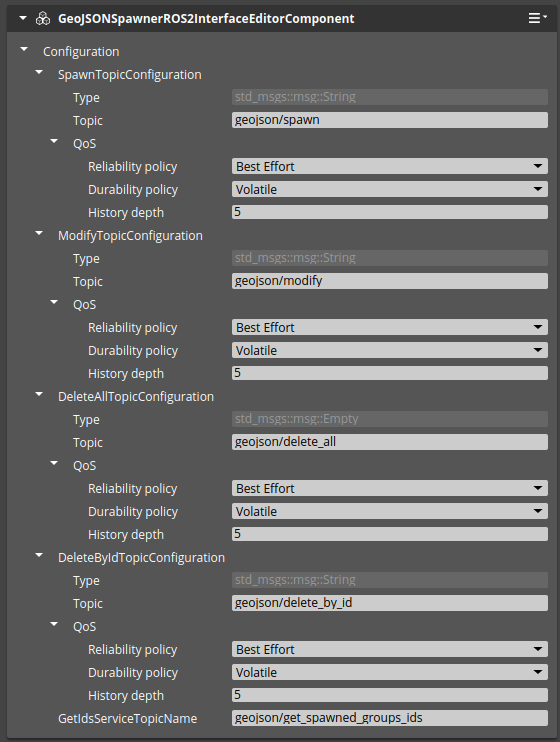 GeoJSONSpawnerROS2InterfaceEditorComponent
Configuration
SpawnTopicConfiguration
Type std_msgs::msg::String
Topic geojson/spawn
QoS
Reliability policy Best Effort
Durability policy Volatile
History depth 5
ModifyTopicConfiguration
Type std_msgs::msg::String
Topic geojson/modify
QoS
Reliability policy Best Effort
Durability policy Volatile
History depth 5
DeleteAllTopicConfiguration
Type std_msgs::msg::Empty
Topic geojson/delete_all
QoS
Reliability policy Best Effort
Durability policy Volatile
History depth 5
DeleteByIdTopicConfiguration
Type std_msgs::msg::String
Topic geojson/delete_by_id
QoS
Reliability policy Best Effort
Durability policy Volatile
History depth 5
GetIdsServiceTopicName geojson/get_spawned_groups_ids